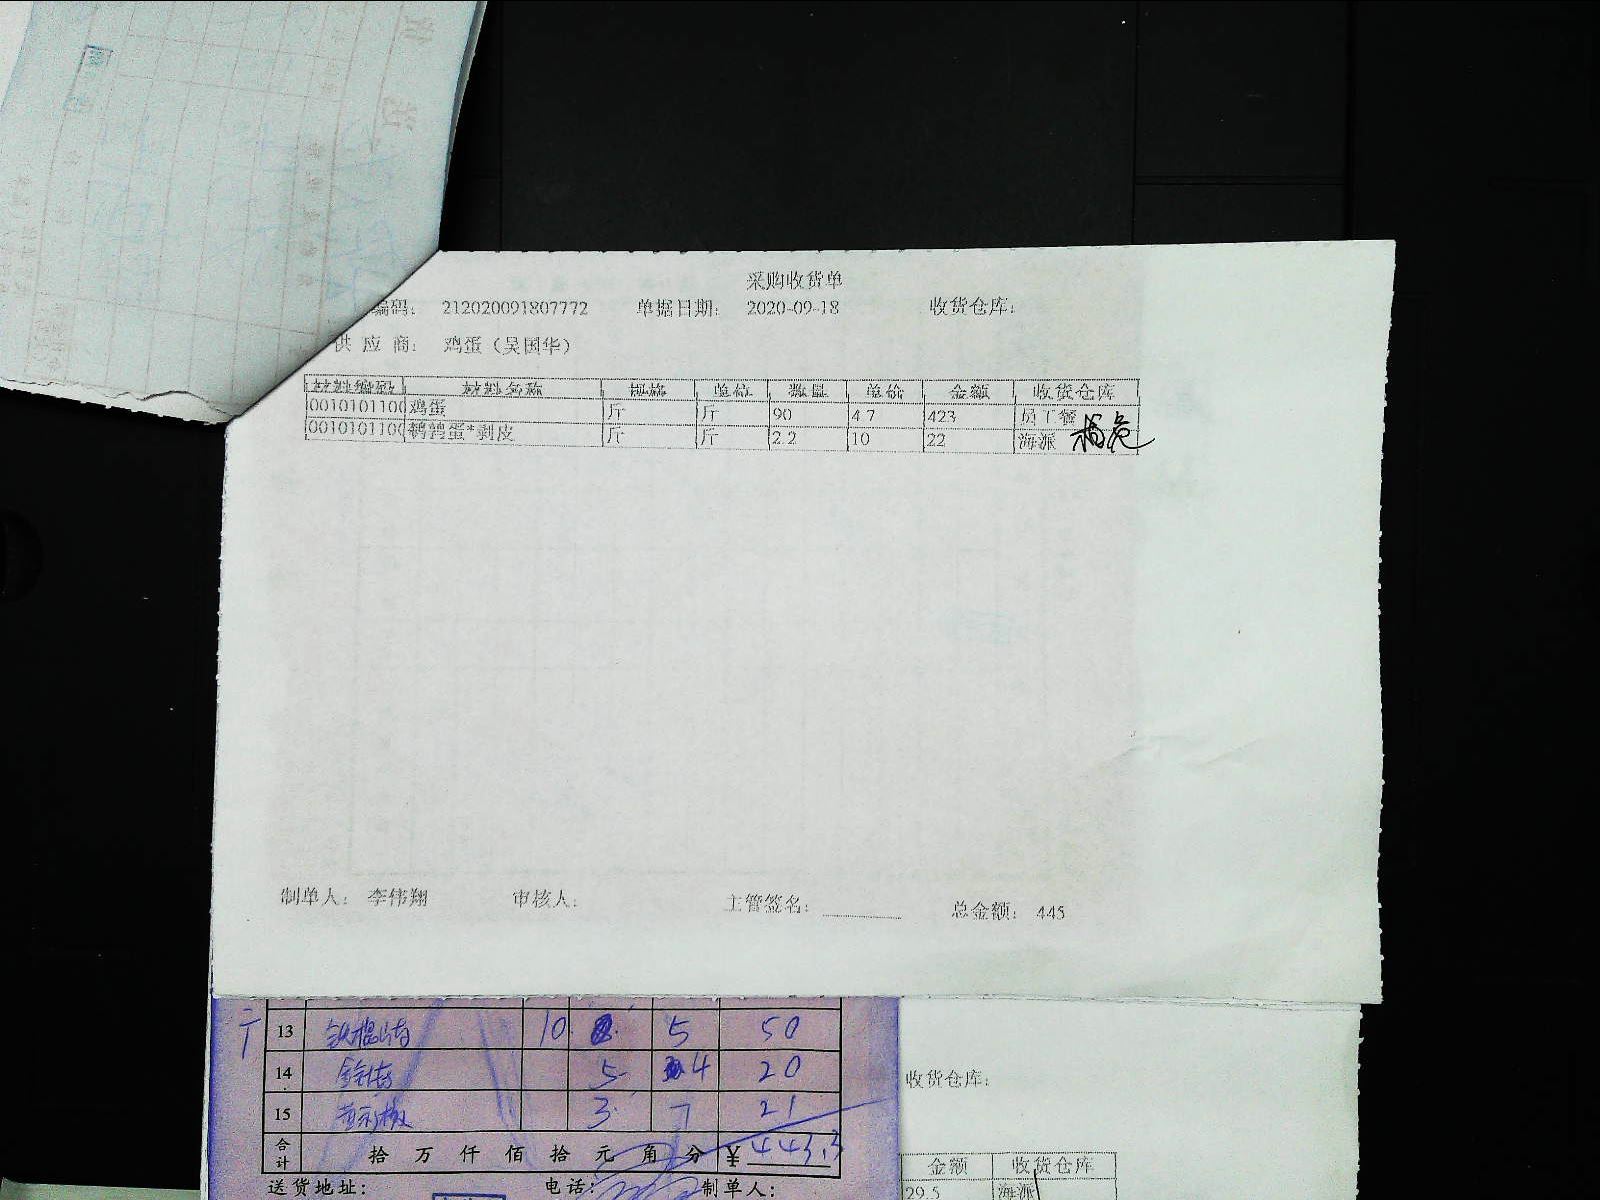 采购收货单
编码： 212020091807772 单据日期： 2020-09-18 收货仓库：
供 应 商： 鸡蛋（吴国华）
材料编码 材料名称 规格 单位 数量 单价 金额 收货仓库
0010101100 鸡蛋 斤 斤 90 4.7 423 员工餐
0010101100 鹌鹑蛋*剥皮 斤 斤 2.2 10 22 海派
制单人： 李伟翔 审核人： 主管签名： 总金额： 445
13 10 5 50
14 5 4 20
15 3 7 21
合计 拾 万 仟 佰 拾 元 角 分 ¥ 443.3
送货地址： 电话： 制单人：
收货仓库：
金额 收货仓库
29.5 海派